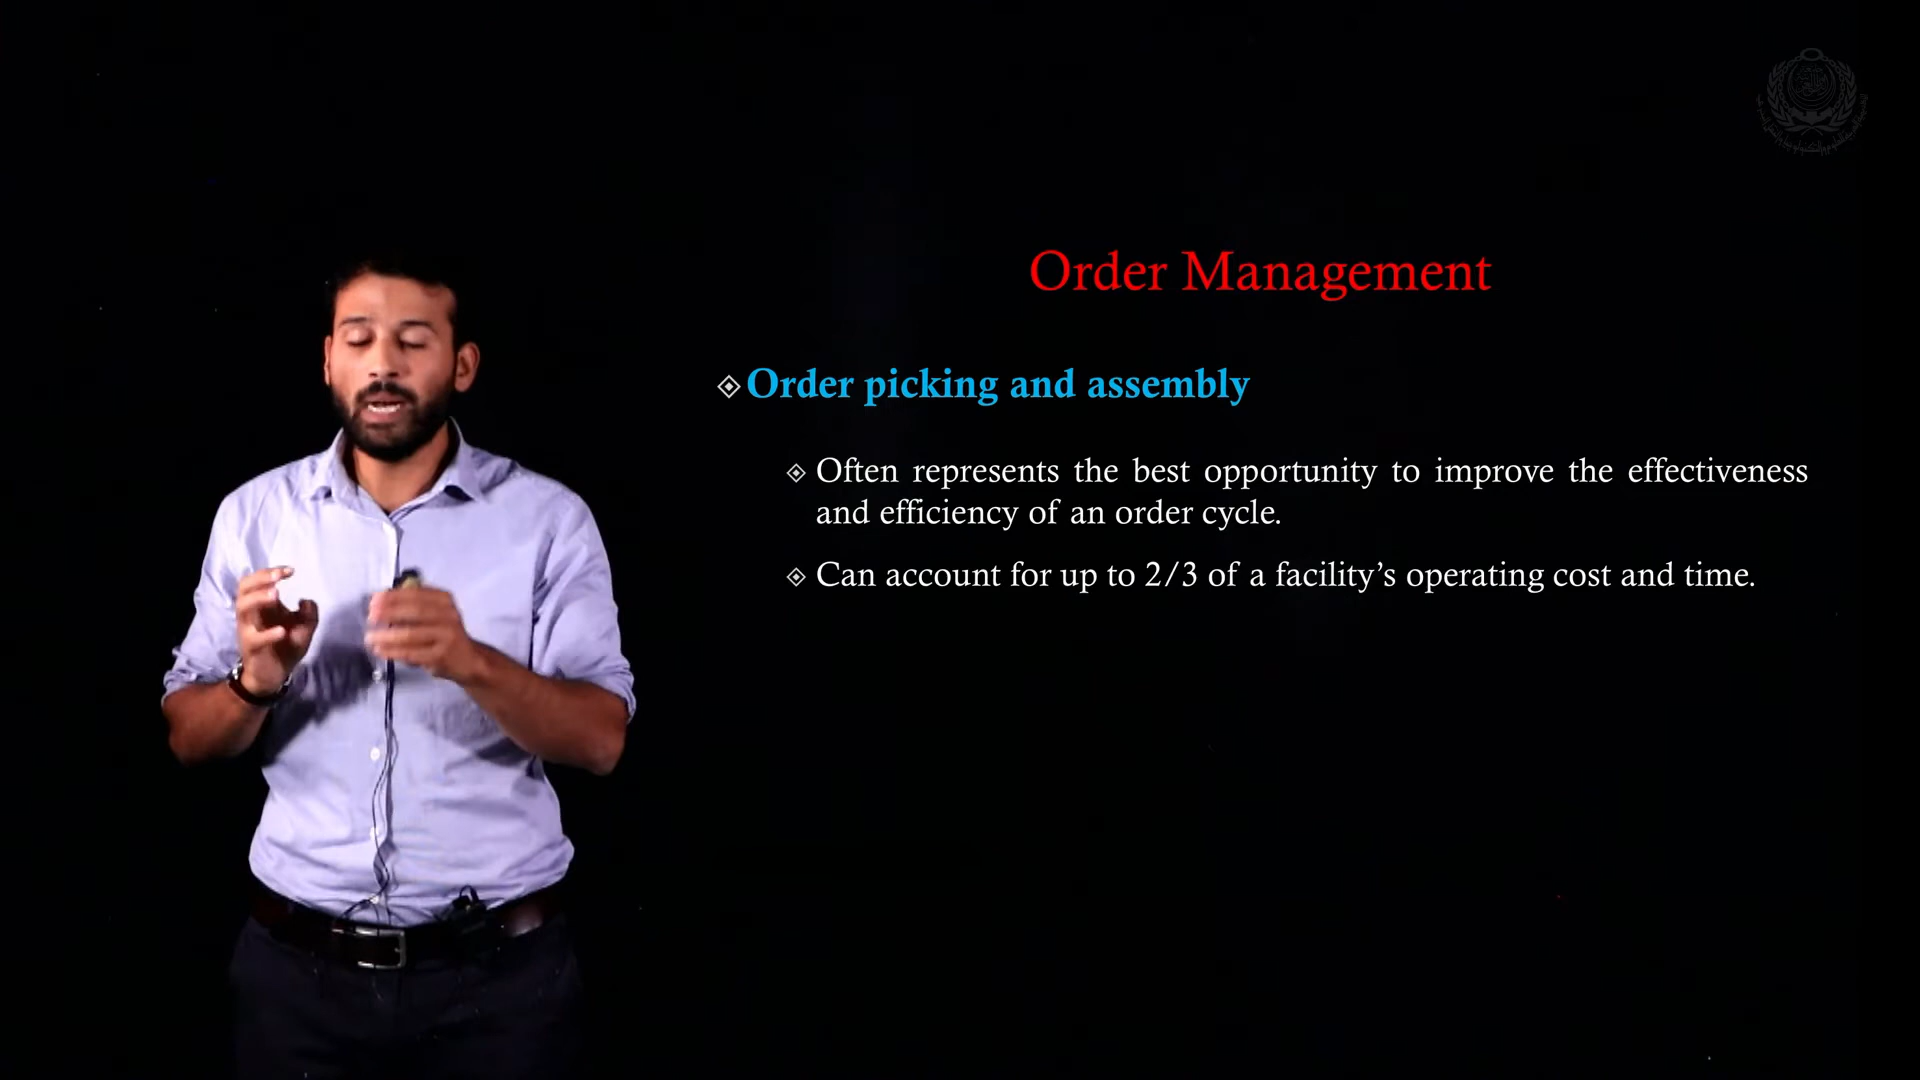 Order Management
Order picking and assembly
Often represents the best opportunity to improve the effectiveness
and efficiency of an order cycle.
Can account for up to 2/3 of a facility’s operating cost and time.